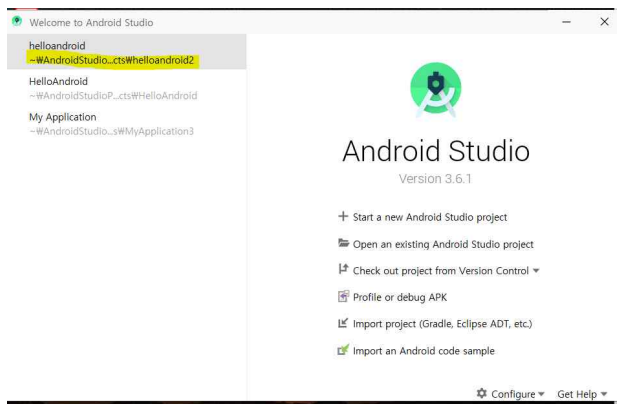 Welcome to Android Studio
helloandroid
~₩AndroidStudio...cts₩helloandroid2
HelloAndroid
~₩AndroidStudioP...cts₩HelloAndroid
My Application
~₩AndroidStudio...s₩MyApplication3
Android Studio
Version 3.6.1
Start a new Android Studio project
Open an existing Android Studio project
Check out project from Version Control
Profile or debug APK
Import project (Gradle, Eclipse ADT, etc.)
Import an Android code sample
Configure Get Help